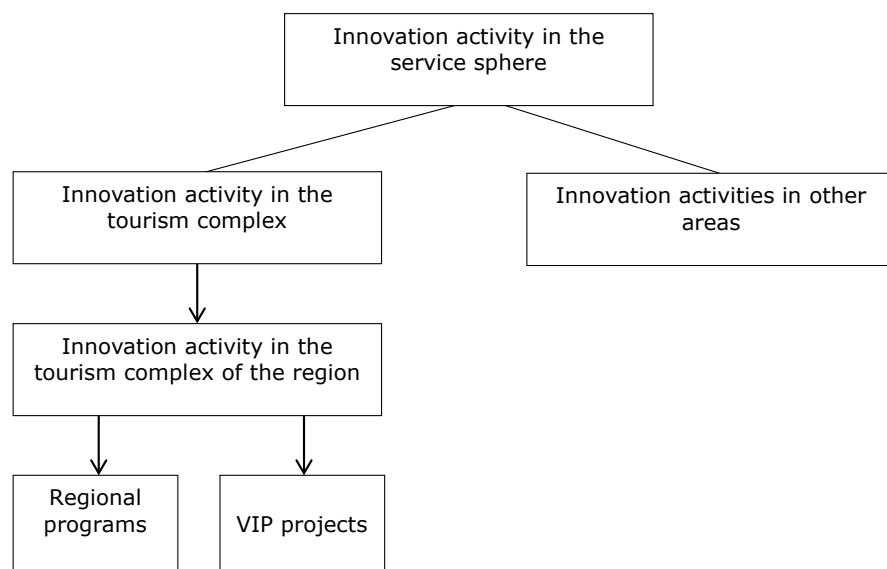 Innovation activity in the
service sphere
Innovation activity in the
tourism complex
Innovation activities in other
areas
Innovation activity in the
tourism complex of the region
Regional
programs
VIP projects